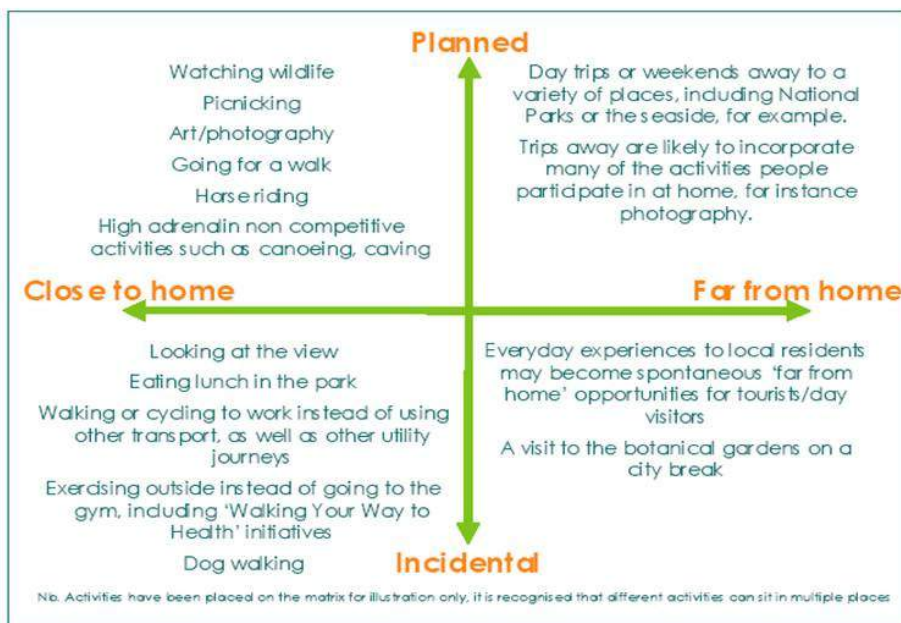 Planned
Watching wildlife
Picnicking
Art/photography
Going for a walk
Horse riding
High adrenalin non competitive
activities such as canoeing, caving
Day trips or weekends away to a
variety of places, including National
Parks or the seaside, for example.
Trips away are likely to incorporate
many of the activities people
participate in at home, for instance
photography.
Close to home
Far from home
Looking at the view
Eating lunch in the park
Walking or cycling to work instead of using
other transport, as well as other utility
journeys
Exercising outside instead of going to the
gym, including ‘Walking Your Way to
Health’ initiatives
Dog walking
Everyday experiences to local residents
may become spontaneous ‘far from
home’ opportunities for tourists/day
visitors
A visit to the botanical gardens on a
city break
Incidental
Nb. Activities have been placed on the matrix for illustration only, it is recognised that different activities can sit in multiple places